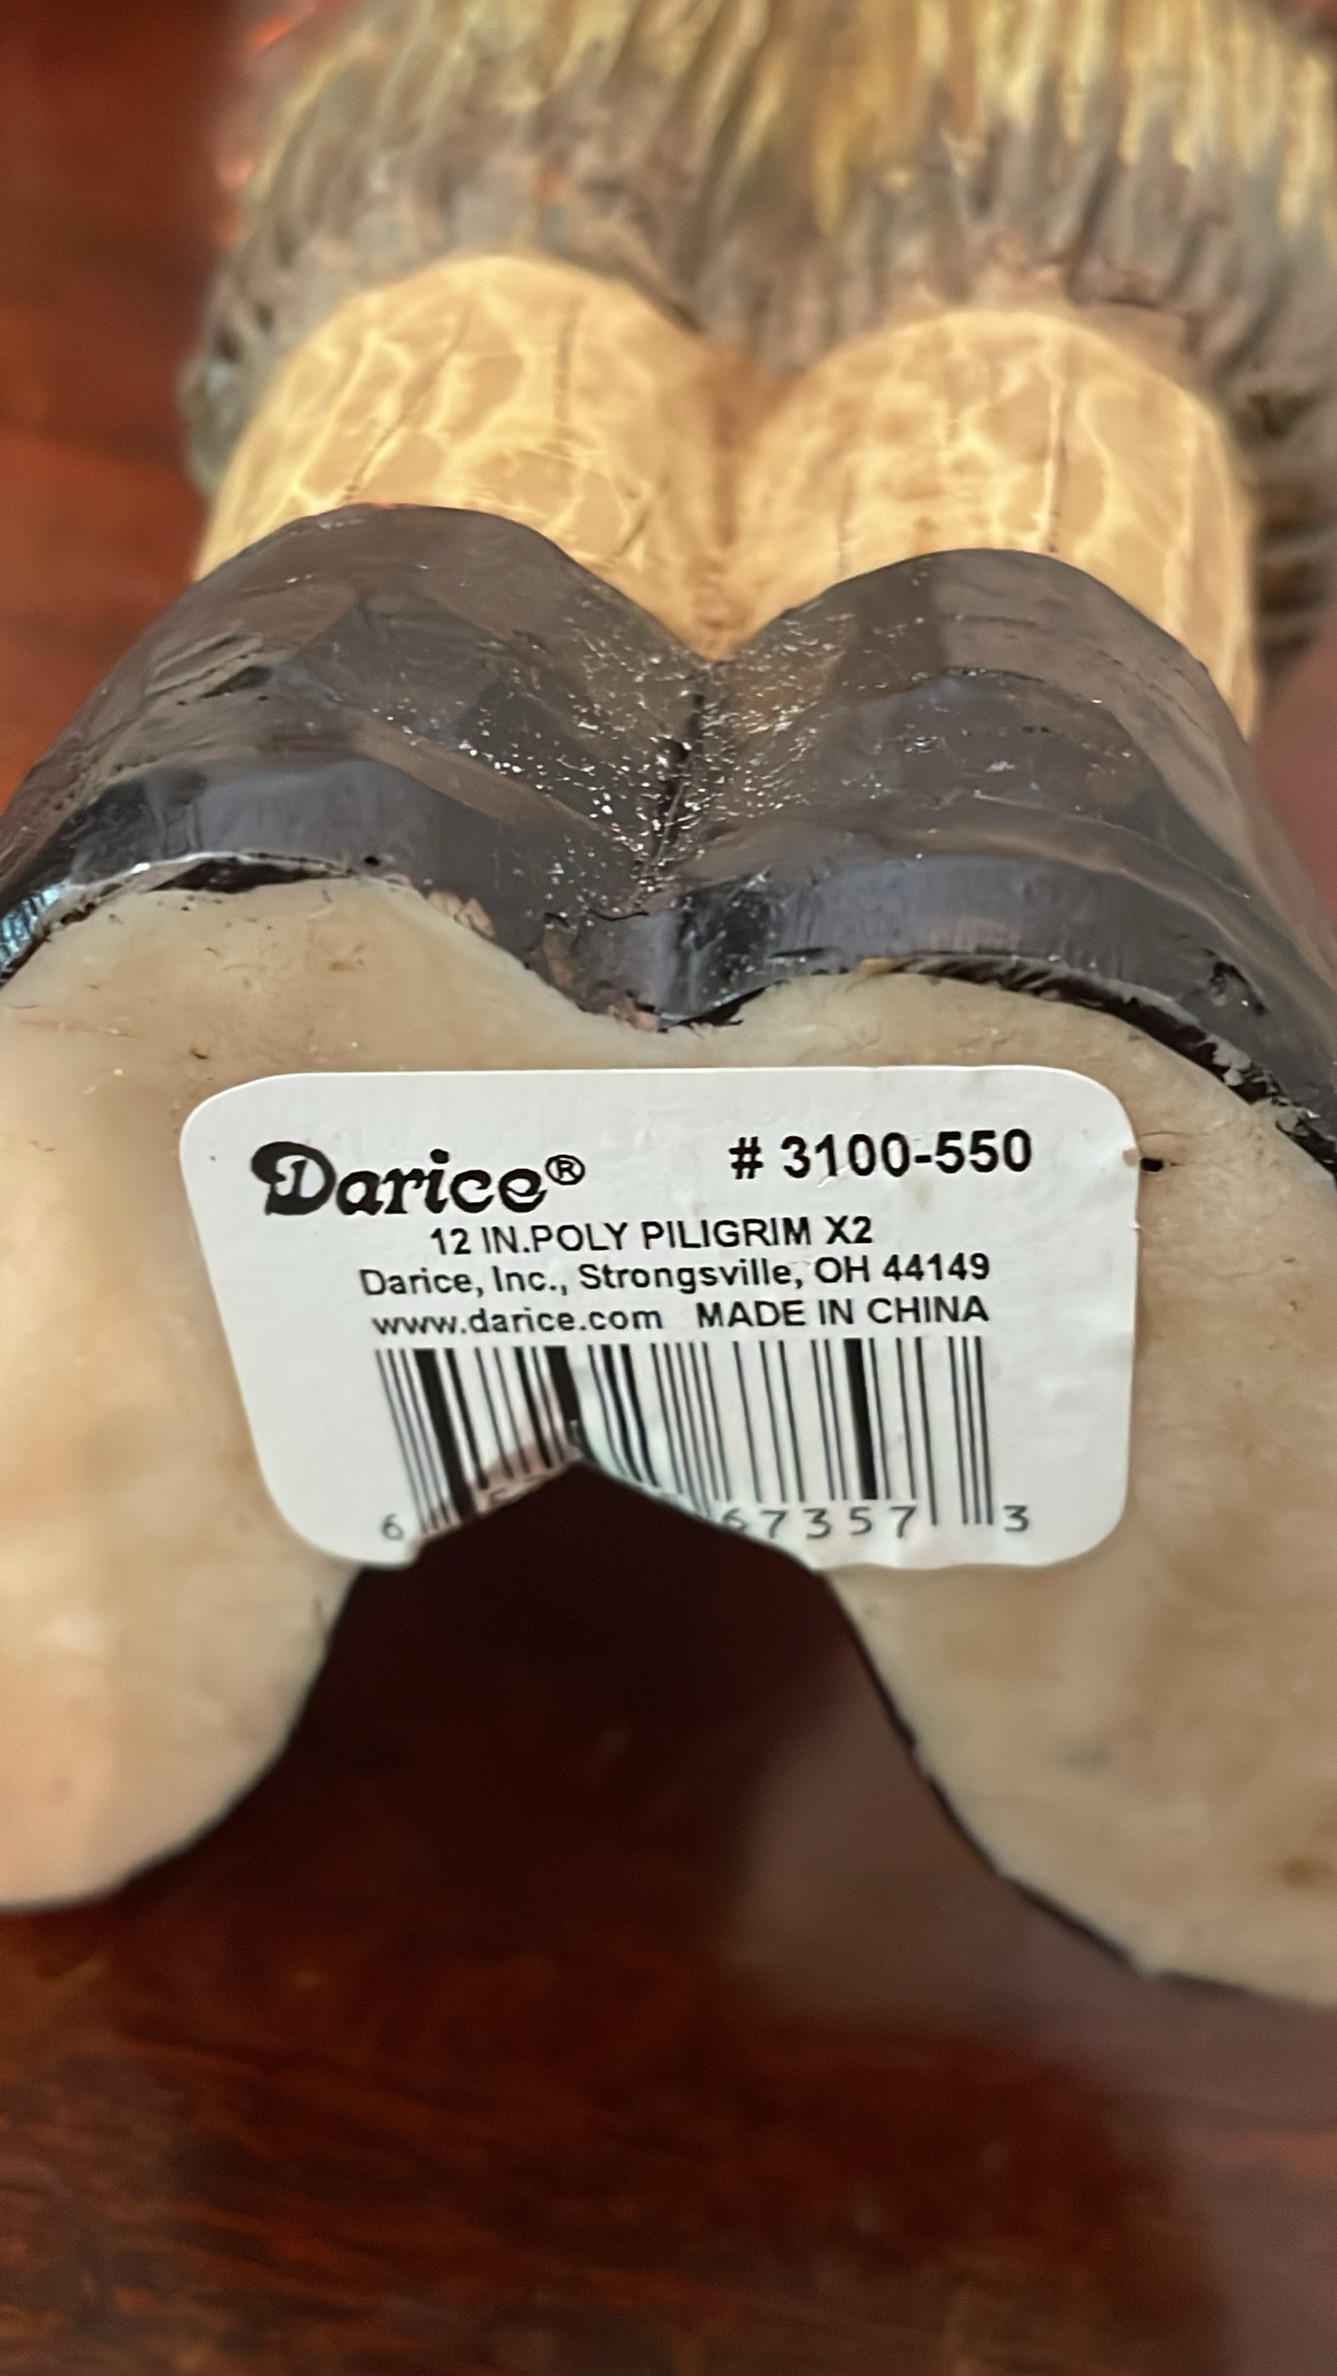 Darice® # 3100-550
12 IN.POLY PILIGRIM X2
Darice, Inc., Strongsville, OH 44149
www.darice.com MADE IN CHINA
6 67357 3